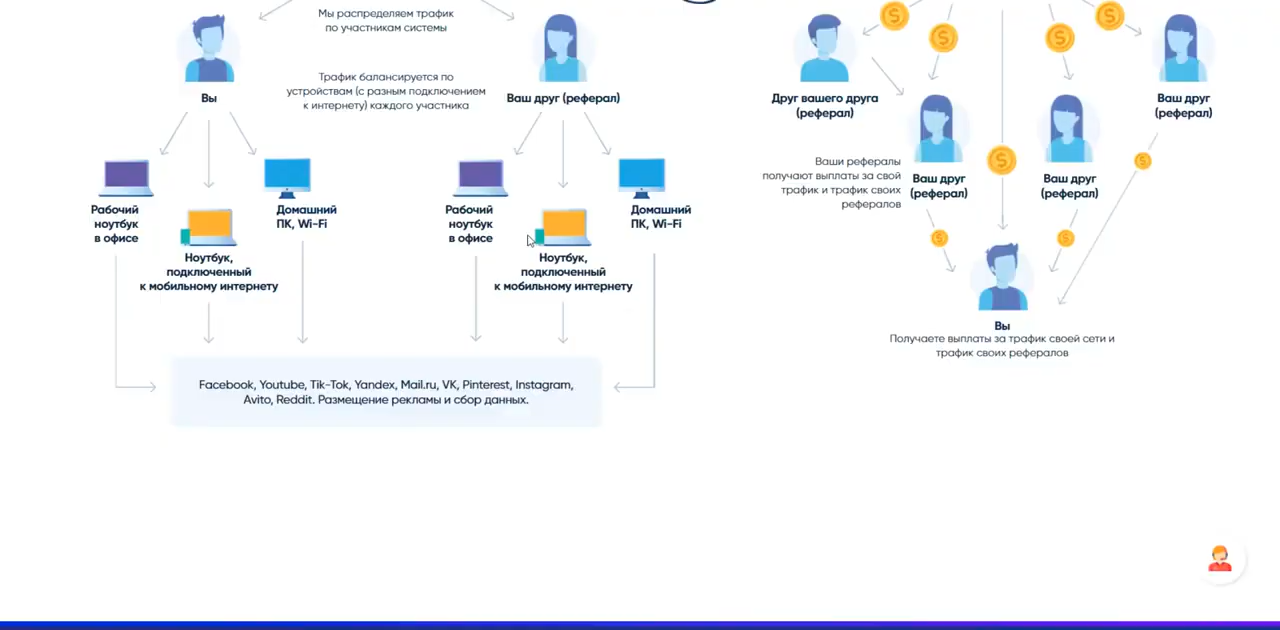 Мы распределяем трафик
по участникам системы
Трафик балансируется по
устройствам (с разным подключением
к интернету) каждого участника
Вы
Ваш друг (реферал)
Рабочий
ноутбук
в офисе
Домашний
ПК, Wi-Fi
Ноутбук,
подключенный
к мобильному интернету
Рабочий
ноутбук
в офисе
Домашний
ПК, Wi-Fi
Ноутбук,
подключенный
к мобильному интернету
Facebook, Youtube, Tik-Tok, Yandex, Mail.ru, VK, Pinterest, Instagram,
Avito, Reddit. Размещение рекламы и сбор данных.
Друг вашего друга
(реферал)
Ваш друг
(реферал)
Ваши рефералы
получают выплаты за свой
трафик и трафик своих
рефералов
Ваш друг
(реферал)
Ваш друг
(реферал)
Вы
Получаете выплаты за трафик своей сети и
трафик своих рефералов